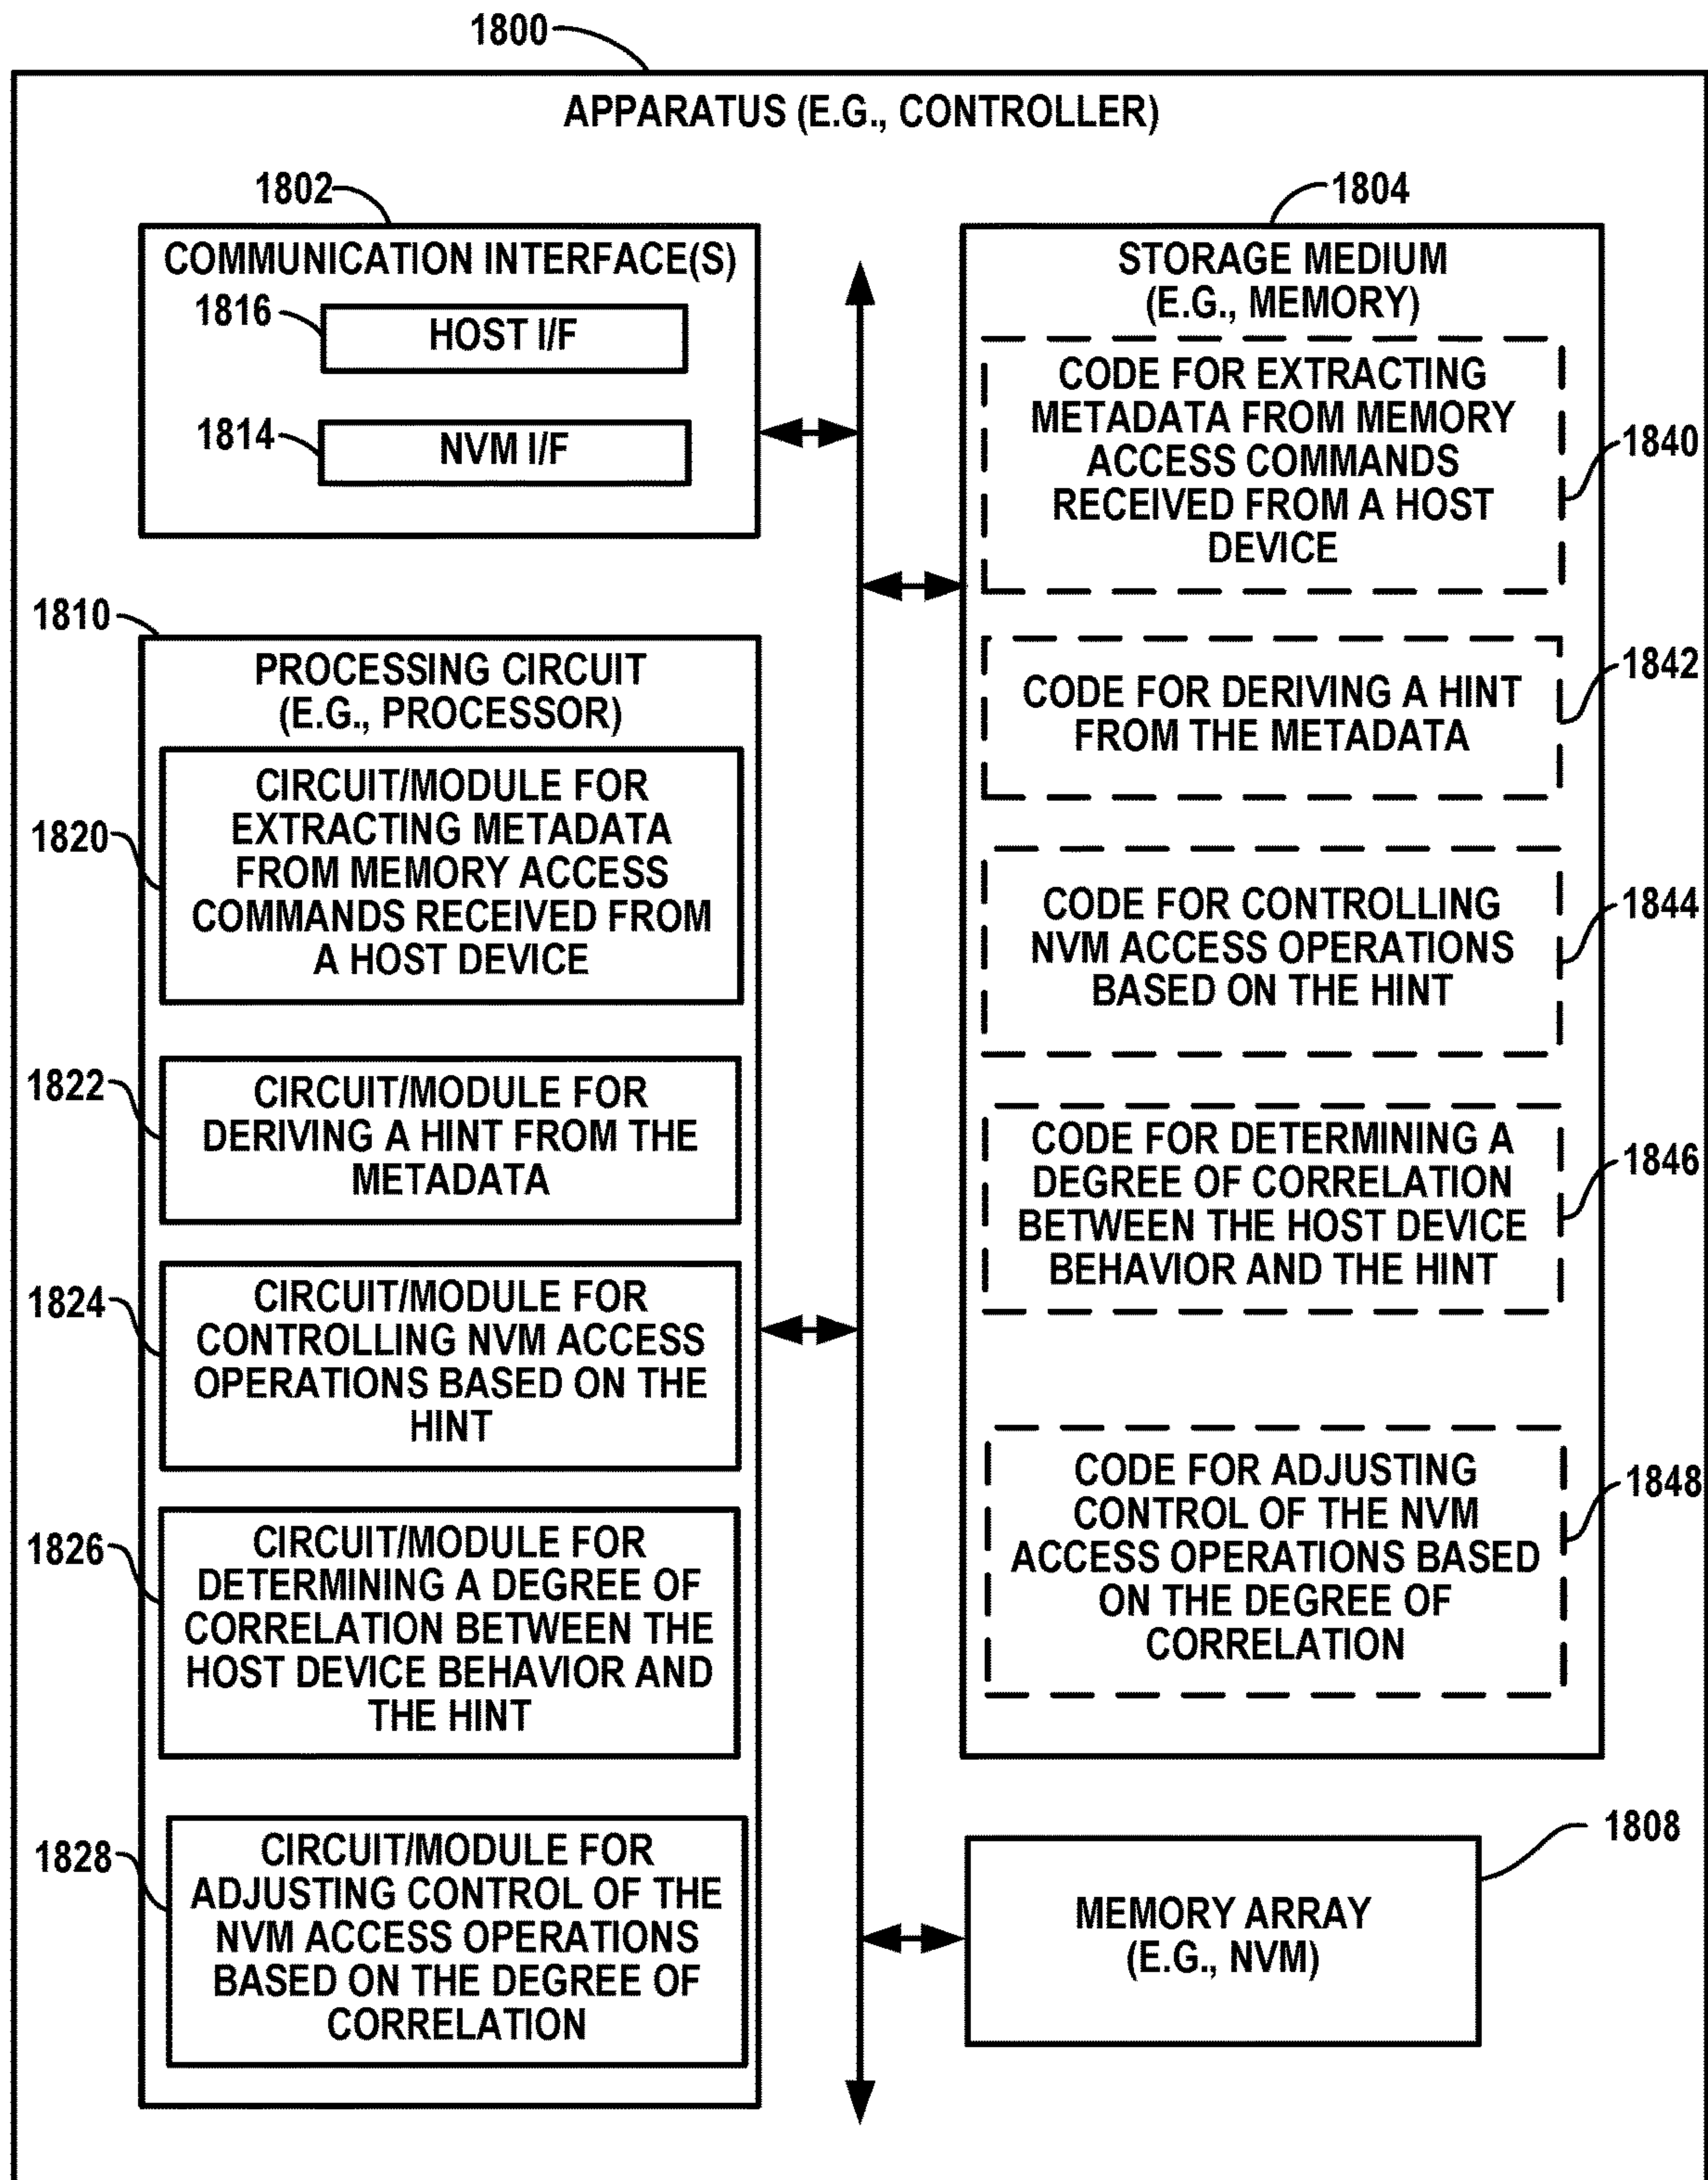 1800
APPARATUS (E.G., CONTROLLER)
1802
COMMUNICATION INTERFACE(S)
1816
HOST I/F
1814
NVM I/F
1810
PROCESSING CIRCUIT
(E.G., PROCESSOR)
1820
CIRCUIT/MODULE FOR
EXTRACTING METADATA
FROM MEMORY ACCESS
COMMANDS RECEIVED FROM
A HOST DEVICE
1822
CIRCUIT/MODULE FOR
DERIVING A HINT FROM THE
METADATA
1824
CIRCUIT/MODULE FOR
CONTROLLING NVM ACCESS
OPERATIONS BASED ON THE
HINT
1826
CIRCUIT/MODULE FOR
DETERMINING A DEGREE OF
CORRELATION BETWEEN THE
HOST DEVICE BEHAVIOR AND
THE HINT
1828
CIRCUIT/MODULE FOR
ADJUSTING CONTROL OF THE
NVM ACCESS OPERATIONS
BASED ON THE DEGREE OF
CORRELATION
1804
STORAGE MEDIUM
(E.G., MEMORY)
CODE FOR EXTRACTING
METADATA FROM MEMORY
ACCESS COMMANDS
RECEIVED FROM A HOST
DEVICE
1840
CODE FOR DERIVING A HINT
FROM THE METADATA
1842
CODE FOR CONTROLLING
NVM ACCESS OPERATIONS
BASED ON THE HINT
1844
CODE FOR DETERMINING A
DEGREE OF CORRELATION
BETWEEN THE HOST DEVICE
BEHAVIOR AND THE HINT
1846
CODE FOR ADJUSTING
CONTROL OF THE NVM
ACCESS OPERATIONS BASED
ON THE DEGREE OF
CORRELATION
1848
1808
MEMORY ARRAY
(E.G., NVM)